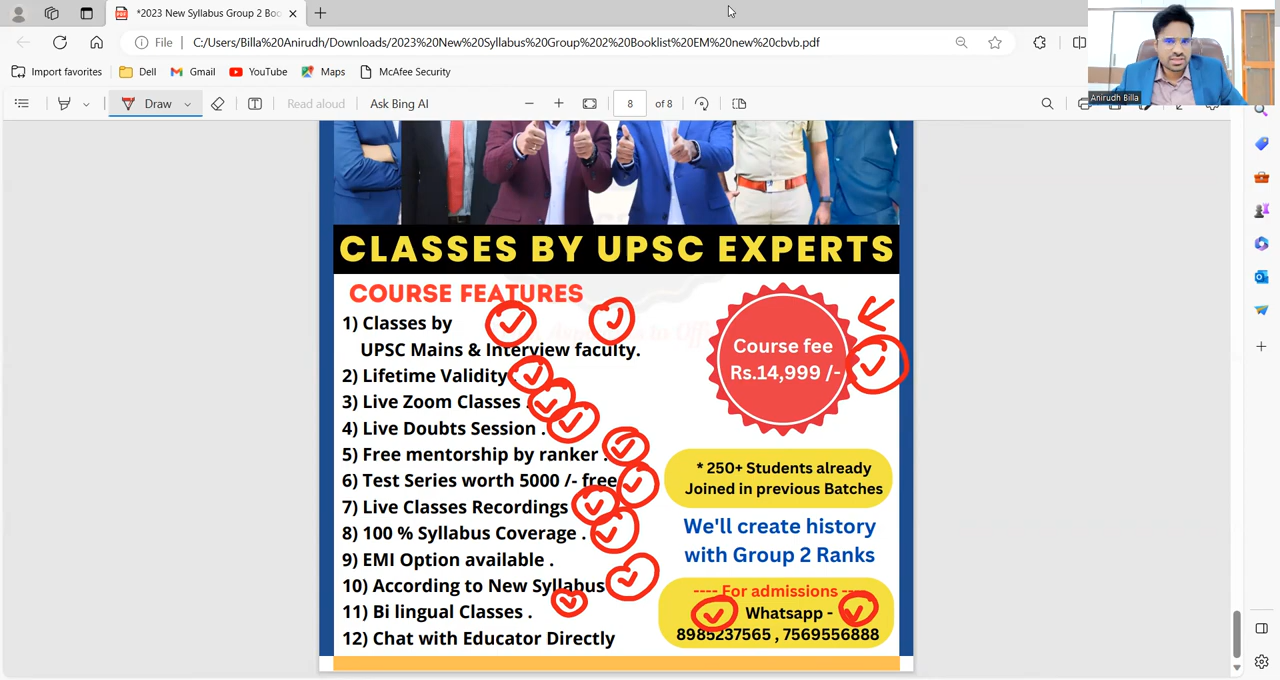 *2023 New Syllabus Group 2 Boo
File
C:/Users/Billa%20Anirudh/Downloads/2023%20New%20Syllabus%20Group%202%20Booklist%20EM%20new%20cbvb.pdf
Import favorites
Dell
Gmail
YouTube
Maps
McAfee Security
Draw
Read aloud
Ask Bing AI
8
of 8
Anirudh Billa
CLASSES BY UPSC EXPERTS
COURSE FEATURES
1) Classes by
UPSC Mains & Interview faculty.
2) Lifetime Validity .
3) Live Zoom Classes .
4) Live Doubts Session .
5) Free mentorship by ranker .
6) Test Series worth 5000 /- free
7) Live Classes Recordings
8) 100 % Syllabus Coverage .
9) EMI Option available .
10) According to New Syllabus
11) Bi lingual Classes .
12) Chat with Educator Directly
Course fee
Rs.14,999 /-
* 250+ Students already
Joined in previous Batches
We'll create history
with Group 2 Ranks
---- For admissions ----
Whatsapp -
8985237565 , 7569556888